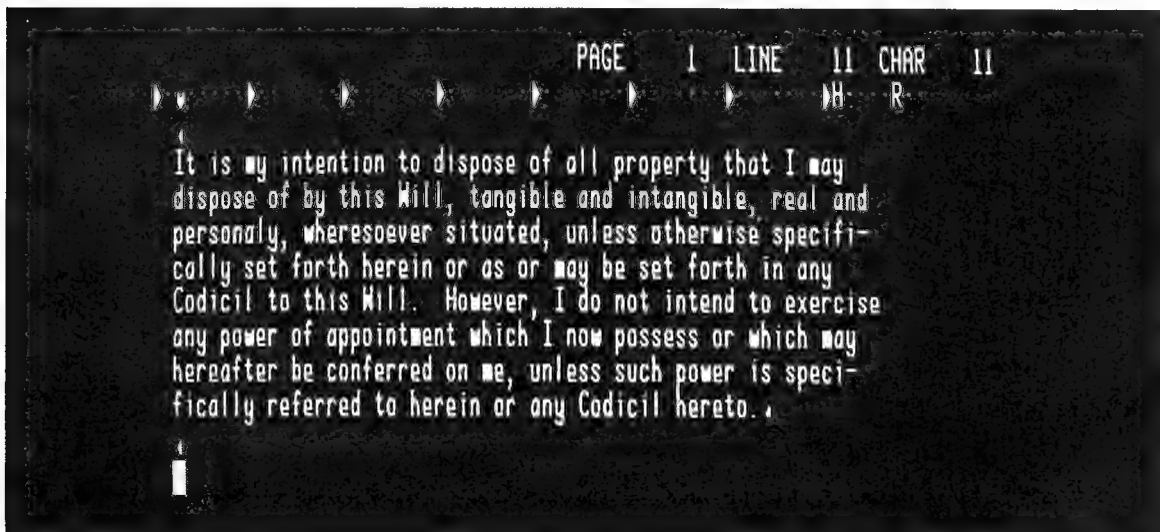 PAGE 1 LINE 11 CHAR 11
H R
It is my intention to dispose of all property that I may
dispose of by this Will, tangible and intangible, real and
personaly, wheresoever situated, unless otherwise specifi-
cally set forth herein or as or may be set forth in any
Codicil to this Will. However, I do not intend to exercise
any power of appointment which I now possess or which may
hereafter be conferred on me, unless such power is speci-
fically referred to herein or any Codicil hereto.